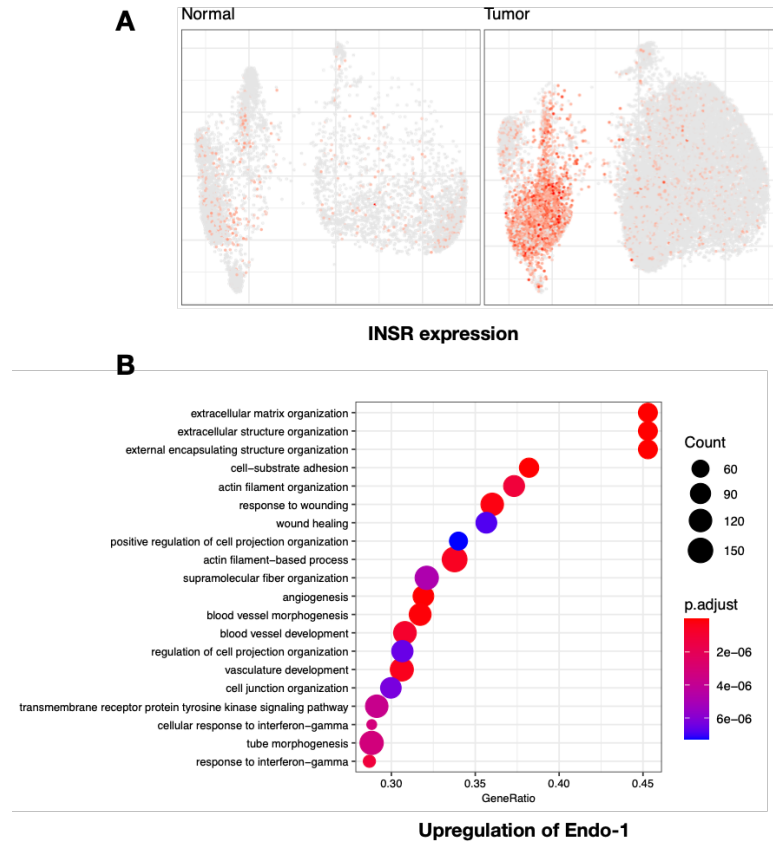 A
Normal
Tumor
INSR expression
B
extracellular matrix organization
extracellular structure organization
external encapsulating structure organization
cell−substrate adhesion
actin filament organization
response to wounding
wound healing
positive regulation of cell projection organization
actin filament−based process
supramolecular fiber organization
angiogenesis
blood vessel morphogenesis
blood vessel development
regulation of cell projection organization
vasculature development
cell junction organization
transmembrane receptor protein tyrosine kinase signaling pathway
cellular response to interferon−gamma
tube morphogenesis
response to interferon−gamma
0.30 0.35 0.40 0.45
GeneRatio
Count
60
90
120
150
p.adjust
2e−06
4e−06
6e−06
Upregulation of Endo-1